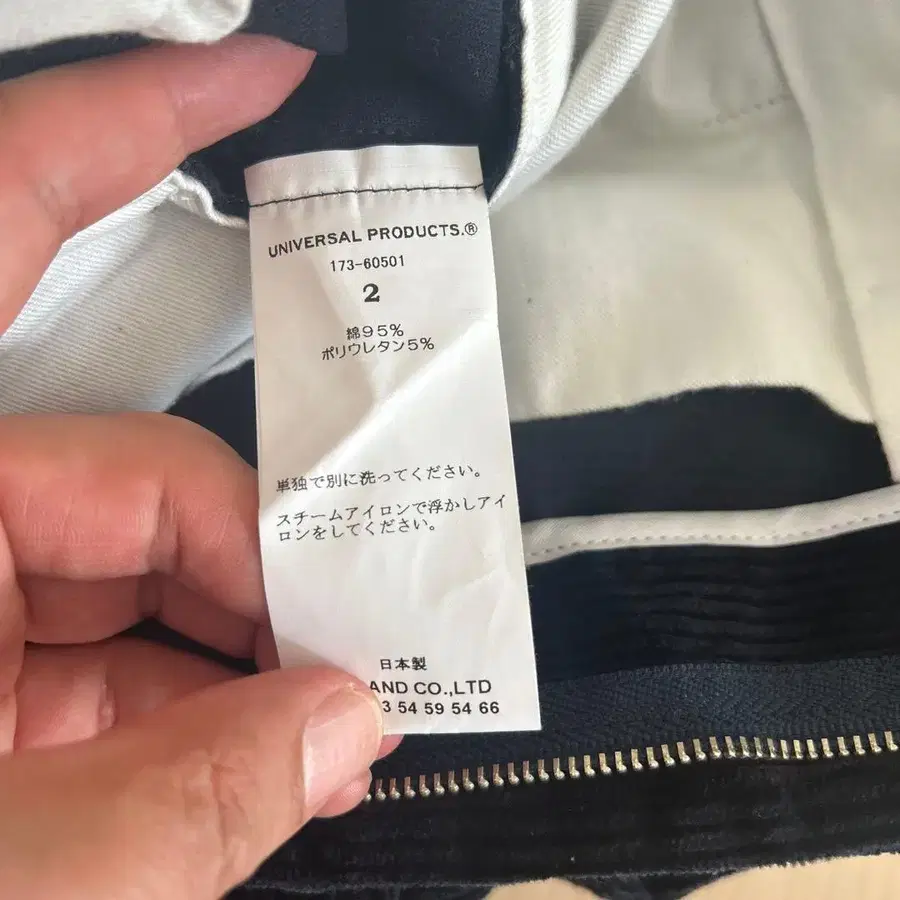 UNIVERSAL PRODUCTS.®
173-60501
2
綿95%
ポリウレタン5%
単独で別に洗ってください。
スチームアイロンで浮かしアイ
ロンをしてください。
日本製
AND CO.,LTD
3 54 59 54 66